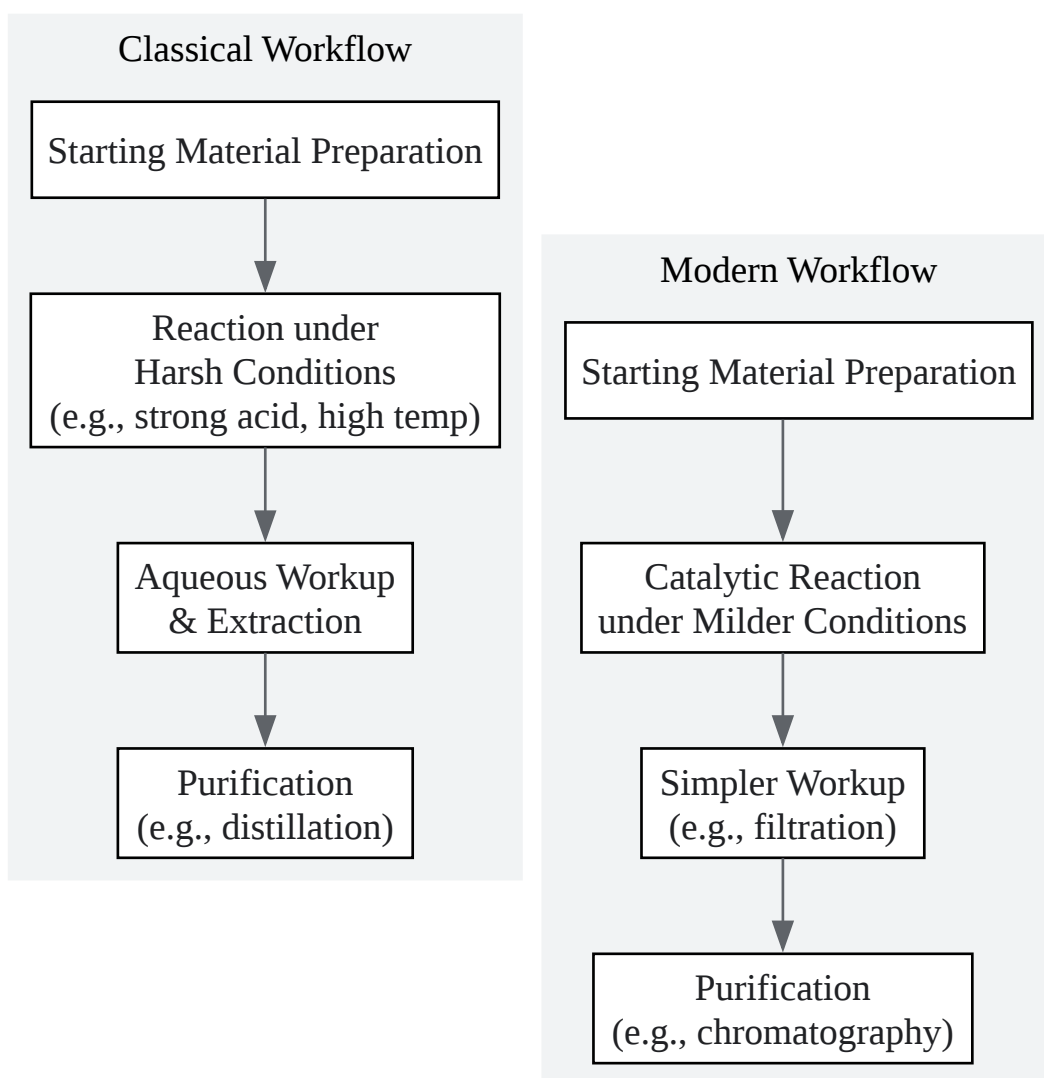 Classical Workflow
Starting Material Preparation
Reaction under
Harsh Conditions
(e.g., strong acid, high temp)
Aqueous Workup
& Extraction
Purification
(e.g., distillation)
Modern Workflow
Starting Material Preparation
Catalytic Reaction
under Milder Conditions
Simpler Workup
(e.g., filtration)
Purification
(e.g., chromatography)